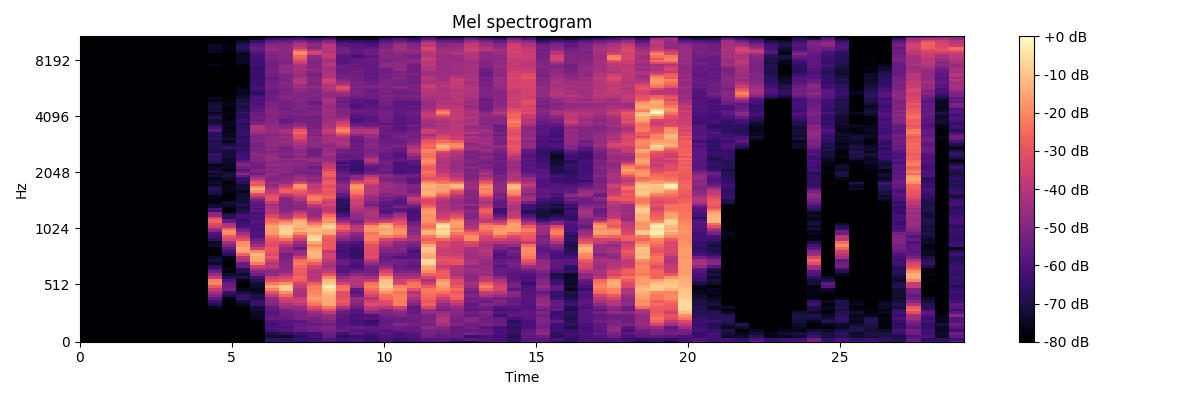 Mel spectrogram
Hz
8192
4096
2048
1024
512
0
0 5 10 15 20 25
Time
+0 dB
-10 dB
-20 dB
-30 dB
-40 dB
-50 dB
-60 dB
-70 dB
-80 dB